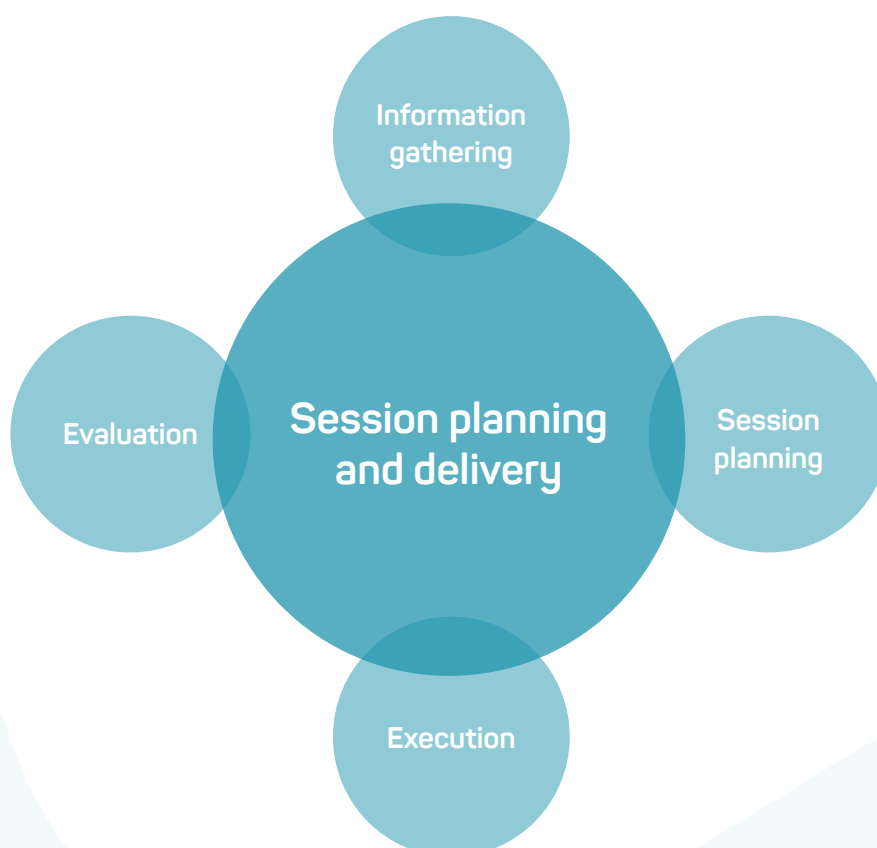 Information
gathering
Evaluation
Session planning
and delivery
Session
planning
Execution